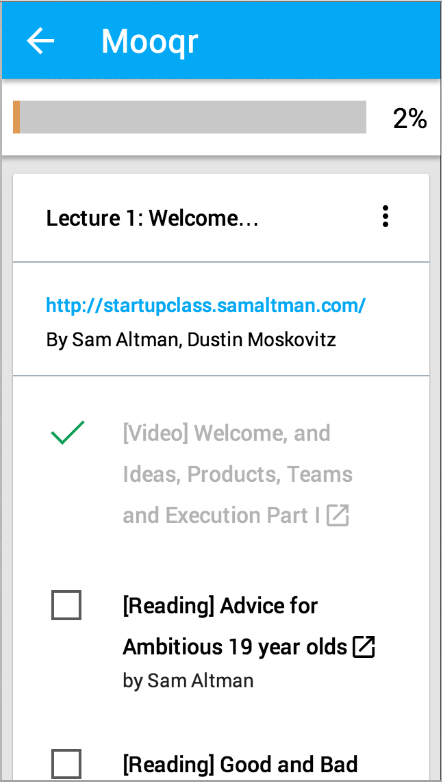 Mooqr
2%
Lecture 1: Welcome...
http://startupclass.samaltman.com/
By Sam Altman, Dustin Moskovitz
[Video] Welcome, and
Ideas, Products, Teams
and Execution Part I
[Reading] Advice for
Ambitious 19 year olds
by Sam Altman
[Reading] Good and Bad